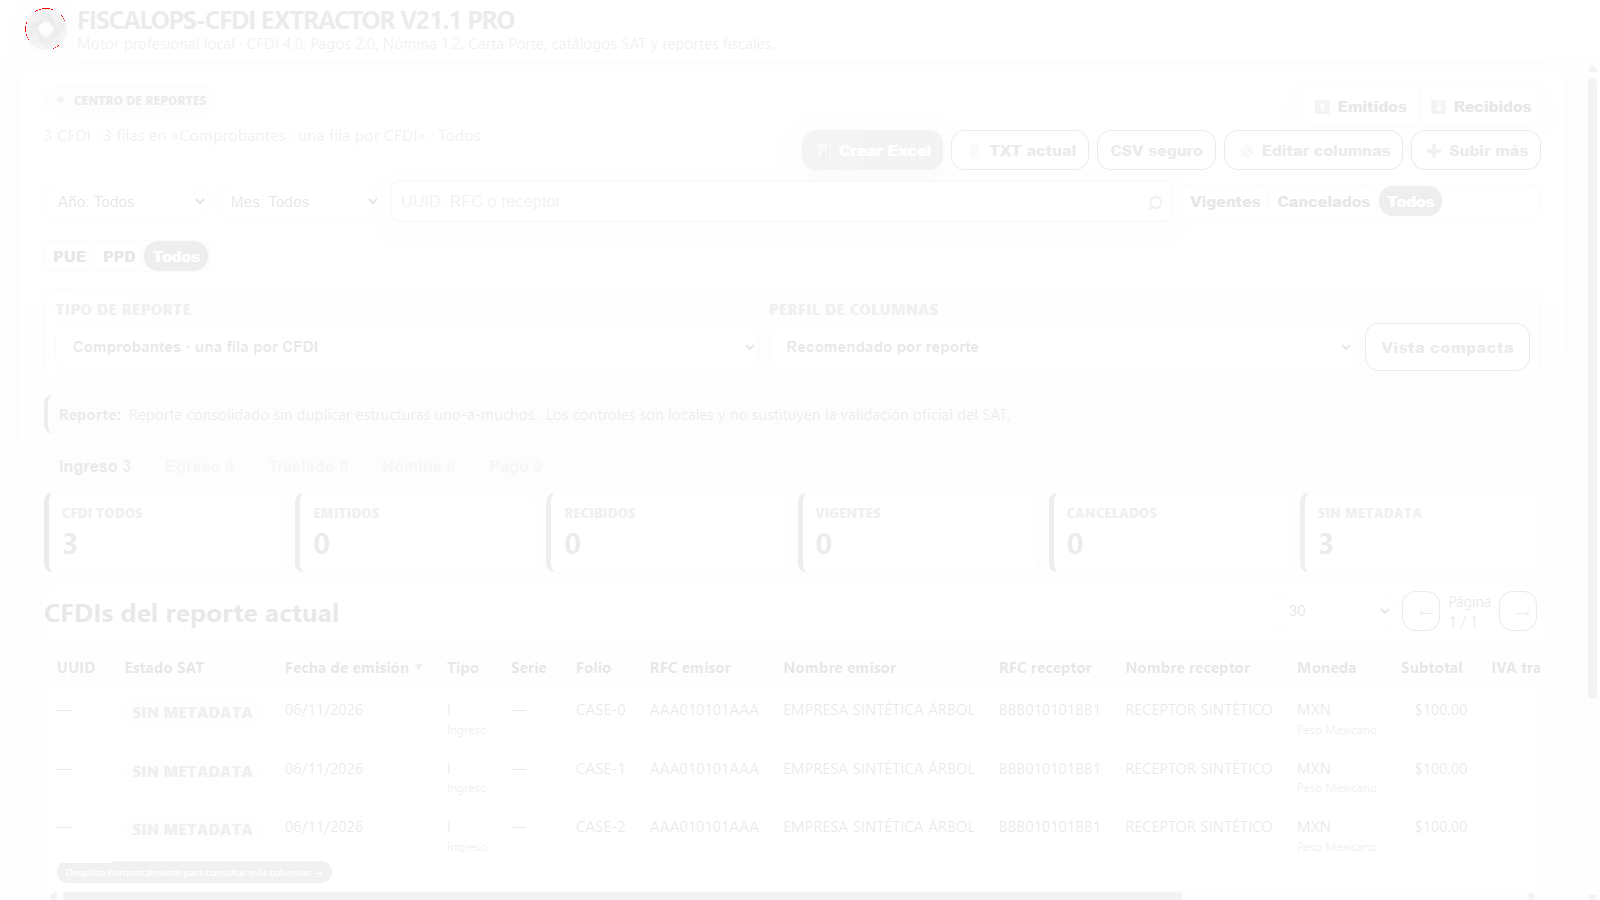 FISCALOPS-CFDI EXTRACTOR V21.1 PRO
Motor profesional local · CFDI 4.0, Pagos 2.0, Nómina 1.2, Carta Porte, catálogos SAT y reportes fiscales.
CENTRO DE REPORTES
Emitidos Recibidos
3 CFDI · 3 filas en «Comprobantes · una fila por CFDI» · Todos
Crear Excel TXT actual CSV seguro Editar columnas Subir más
Año: Todos Mes: Todos UUID, RFC o receptor Vigentes Cancelados Todos
PUE PPD Todos
TIPO DE REPORTE PERFIL DE COLUMNAS
Comprobantes · una fila por CFDI Recomendado por reporte Vista compacta
Reporte: Reporte consolidado sin duplicar estructuras uno-a-muchos. Los controles son locales y no sustituyen la validación oficial del SAT.
Ingreso 3 Egreso 0 Traslado 0 Nómina 0 Pago 0
CFDI TODOS EMITIDOS RECIBIDOS VIGENTES CANCELADOS SIN METADATA
3 0 0 0 0 3
CFDIs del reporte actual 30 ← Página 1 / 1 →
UUID Estado SAT Fecha de emisión ▼ Tipo Serie Folio RFC emisor Nombre emisor RFC receptor Nombre receptor Moneda Subtotal IVA tra
— SIN METADATA 06/11/2026 I — CASE-0 AAA010101AAA EMPRESA SINTÉTICA ÁRBOL BBB010101BB1 RECEPTOR SINTÉTICO MXN $100.00
Ingreso Peso Mexicano
— SIN METADATA 06/11/2026 I — CASE-1 AAA010101AAA EMPRESA SINTÉTICA ÁRBOL BBB010101BB1 RECEPTOR SINTÉTICO MXN $100.00
Ingreso Peso Mexicano
— SIN METADATA 06/11/2026 I — CASE-2 AAA010101AAA EMPRESA SINTÉTICA ÁRBOL BBB010101BB1 RECEPTOR SINTÉTICO MXN $100.00
Ingreso Peso Mexicano
Desplaza horizontalmente para consultar más columnas →